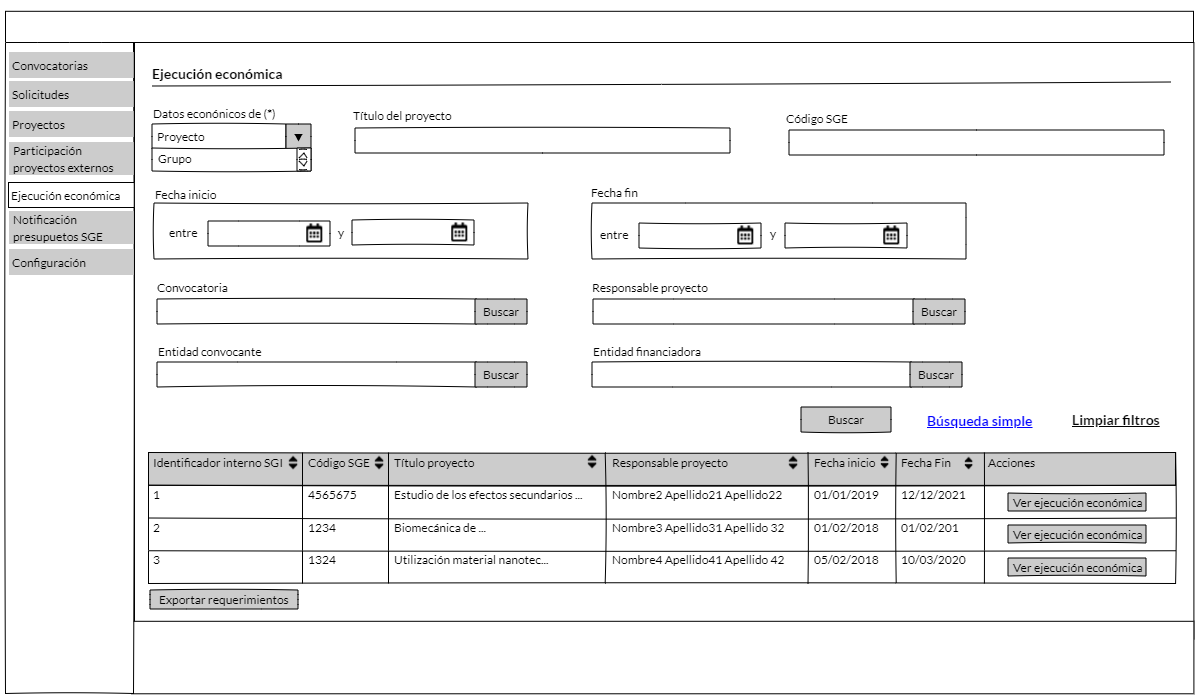 Convocatorias
Solicitudes
Proyectos
Participación
proyectos externos
Ejecución económica
Notificación
presupuetos SGE
Configuración
Ejecución económica
Datos económicos de (*)
Proyecto
Grupo
Título del proyecto
Código SGE
Fecha inicio
entre y
Fecha fin
entre y
Convocatoria
Buscar
Responsable proyecto
Buscar
Entidad convocante
Buscar
Entidad financiadora
Buscar
Buscar Búsqueda simple Limpiar filtros
Identificador interno SGI Código SGE Título proyecto Responsable proyecto Fecha inicio Fecha Fin Acciones
1 4565675 Estudio de los efectos secundarios ... Nombre2 Apellido21 Apellido22 01/01/2019 12/12/2021 Ver ejecución económica
2 1234 Biomecánica de ... Nombre3 Apellido31 Apellido 32 01/02/2018 01/02/201 Ver ejecución económica
3 1324 Utilización material nanotec... Nombre4 Apellido41 Apellido 42 05/02/2018 10/03/2020 Ver ejecución económica
Exportar requerimientos